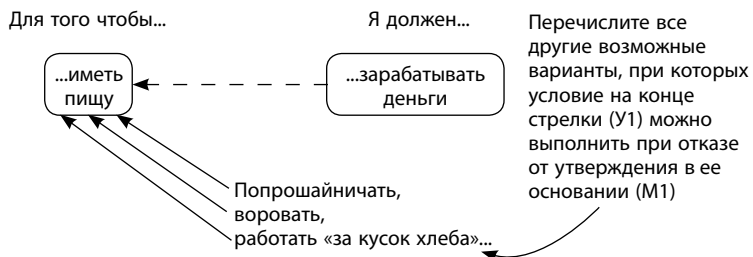 Для того чтобы...
Я должен...
...иметь
пищу
...зарабатывать
деньги
Перечислите все
другие возможные
варианты, при которых
условие на конце
стрелки (У1) можно
выполнить при отказе
от утверждения в ее
основании (М1)
Попрошайничать,
воровать,
работать «за кусок хлеба»...